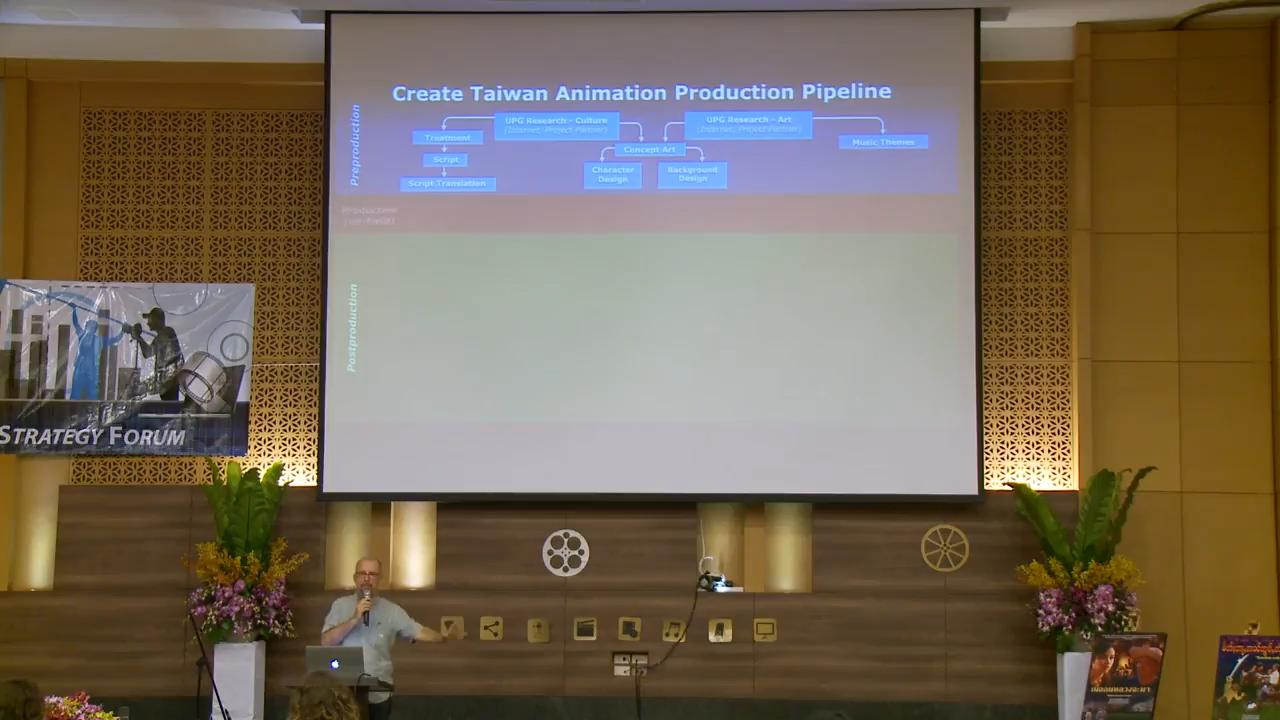 Create Taiwan Animation Production Pipeline
Preproduction
UPG Research - Culture
(Internet, Project Partner)
UPG Research - Art
(Internet, Project Partner)
Treatment
Script
Script Translation
Concept Art
Character
Design
Background
Design
Music Themes
Production
Postproduction
STRATEGY FORUM